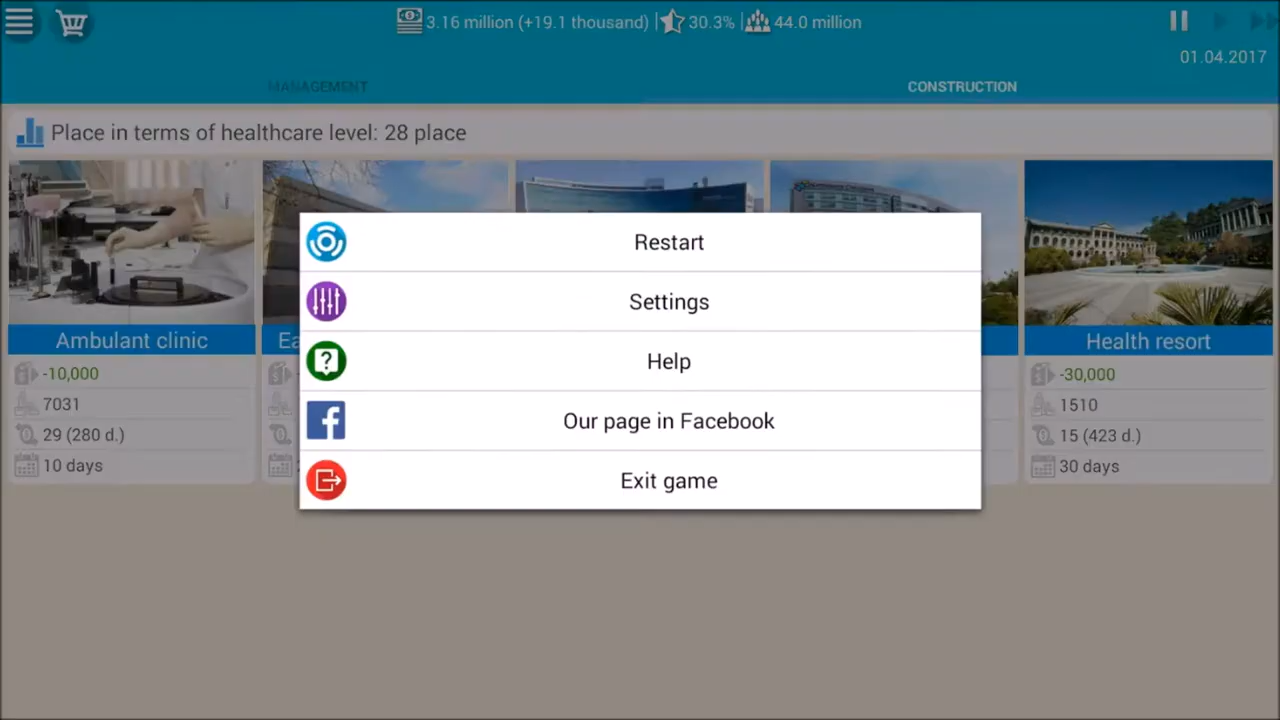 3.16 million (+19.1 thousand) | 30.3% | 44.0 million
01.04.2017
MANAGEMENT
CONSTRUCTION
Place in terms of healthcare level: 28 place
Restart
Settings
Help
Our page in Facebook
Exit game
Ambulant clinic
-10,000
7031
29 (280 d.)
10 days
Health resort
-30,000
1510
15 (423 d.)
30 days